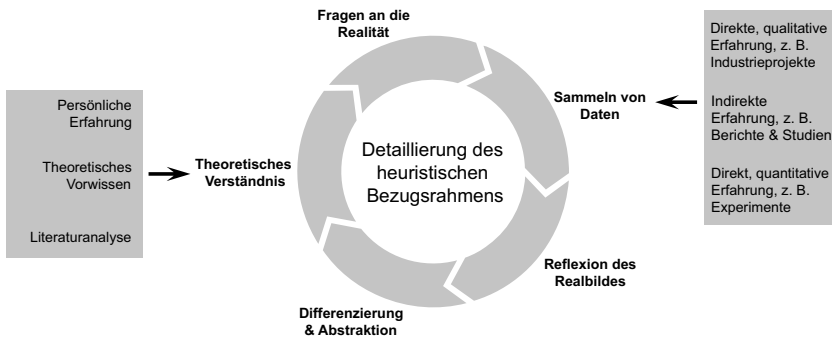 Fragen an die
Realität
Direkte, qualitative
Erfahrung, z. B.
Industrieprojekte
Indirekte
Erfahrung, z. B.
Berichte & Studien
Direkt, quantitative
Erfahrung, z. B.
Experimente
Sammeln von
Daten
Persönliche
Erfahrung
Theoretisches
Vorwissen
Literaturanalyse
Theoretisches
Verständnis
Detaillierung des
heuristischen
Bezugsrahmens
Reflexion des
Realbildes
Differenzierung
& Abstraktion